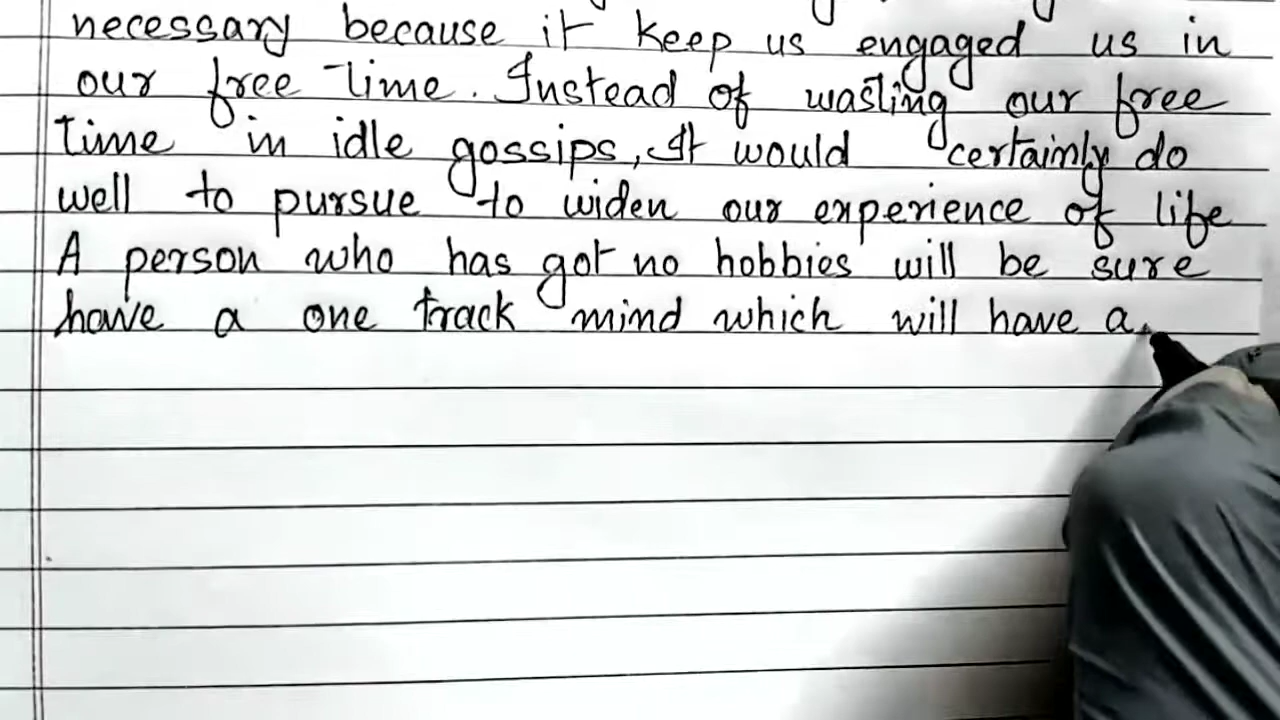 necessary because it keep us engaged us in
our free time. Instead of wasting our free
time in idle gossips, It would certainly do
well to pursue to widen our experience of life
A person who has got no hobbies will be sure
have a one track mind which will have a